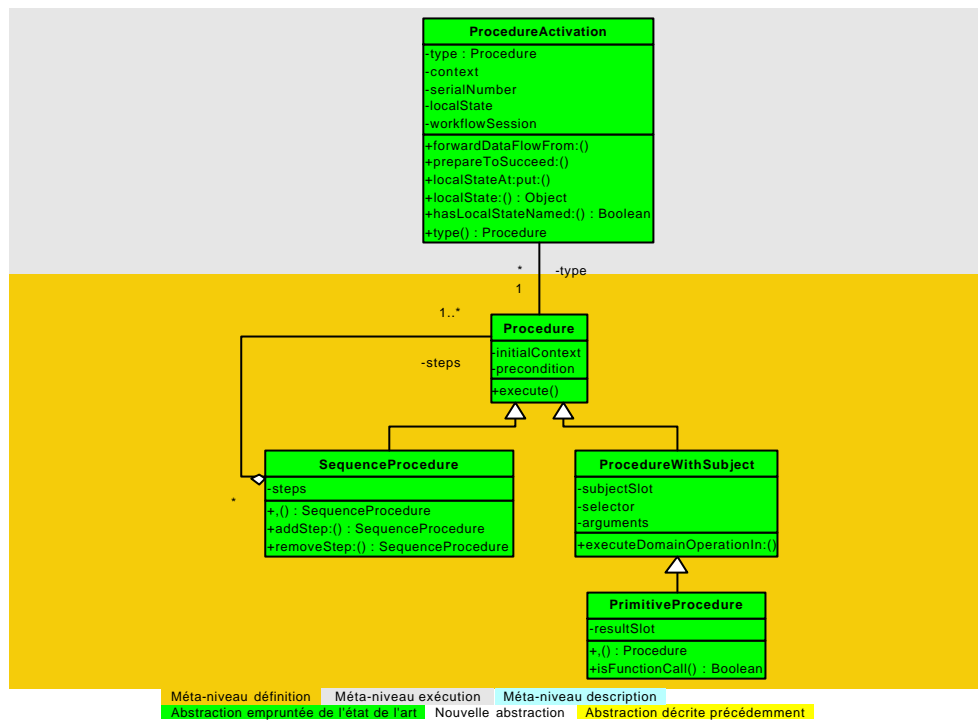 ProcedureActivation
-type : Procedure
-context
-serialNumber
-localState
-workflowSession
+forwardDataFlowFrom:()
+prepareToSucceed:()
+localStateAt:put:()
+localState:() : Object
+hasLocalStateNamed:() : Boolean
+type() : Procedure
* -type
1
1..*
Procedure
-initialContext
-precondition
+execute()
-steps
SequenceProcedure
-steps
+,() : SequenceProcedure
+addStep:() : SequenceProcedure
+removeStep:() : SequenceProcedure
*
ProcedureWithSubject
-subjectSlot
-selector
-arguments
+executeDomainOperationIn:()
PrimitiveProcedure
-resultSlot
+,() : Procedure
+isFunctionCall() : Boolean
Méta-niveau définition Méta-niveau exécution Méta-niveau description
Abstraction empruntée de l'état de l'art Nouvelle abstraction Abstraction décrite précédemment